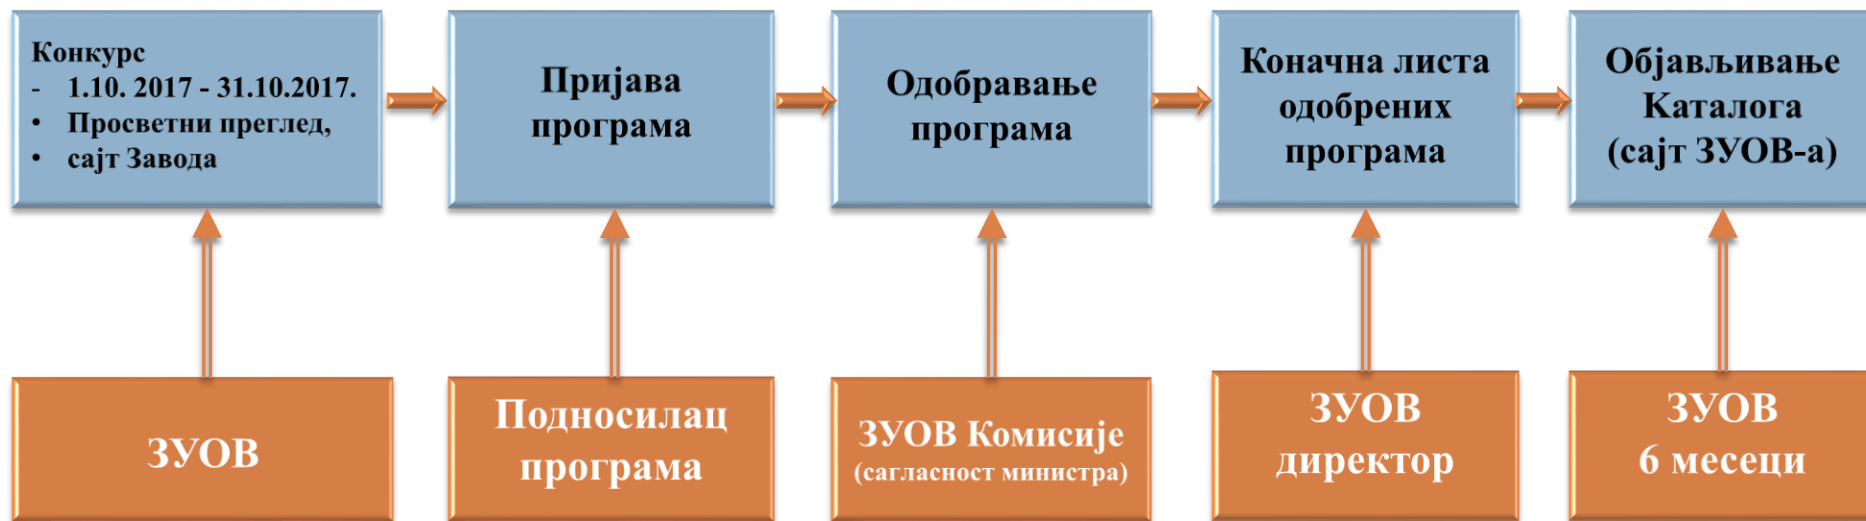 Конкурс
- 1.10. 2017 - 31.10.2017.
• Просветни преглед,
• сајт Завода
Пријава
програма
Одобравање
програма
Коначна листа
одобрених
програма
Објављивање
Каталога
(сајт ЗУОВ-а)
ЗУОВ
Подносилац
програма
ЗУОВ Комисије
(сагласност министра)
ЗУОВ
директор
ЗУОВ
6 месеци